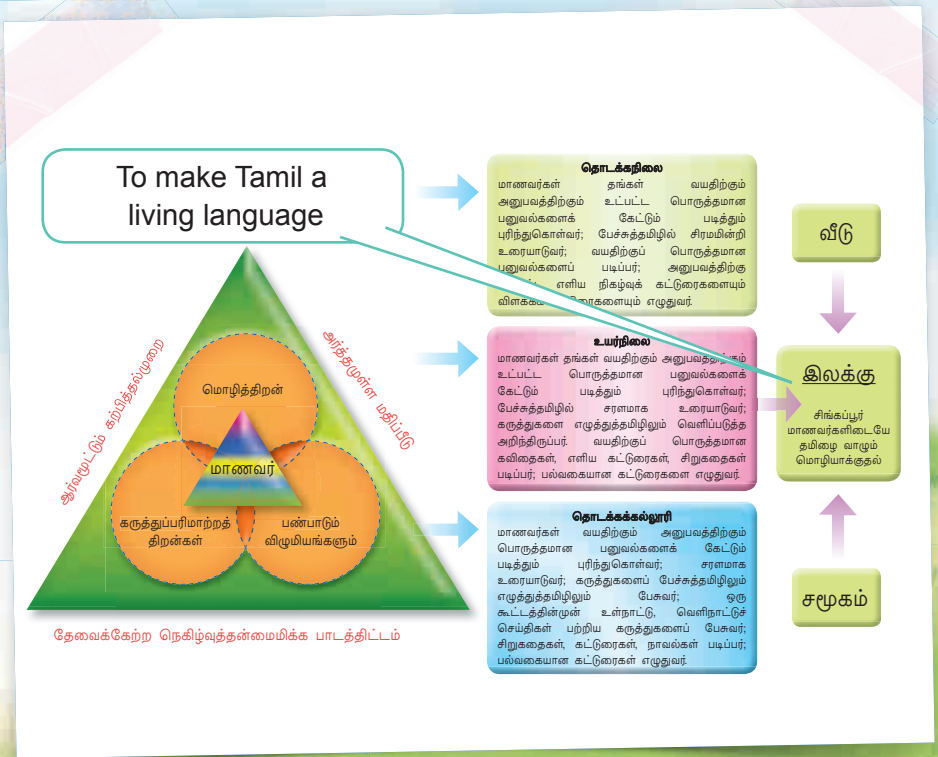 To make Tamil a
living language
ஆர்வமூட்டும் கற்பித்தல்முறை
அர்த்தமுள்ள மதிப்பீடு
மொழித்திறன்
மாணவர்
கருத்துப்பரிமாற்றத்
திறன்கள்
பண்பாடும்
விழுமியங்களும்
தேவைக்கேற்ற நெகிழ்வுத்தன்மைமிக்க பாடத்திட்டம்
தொடக்கநிலை
மாணவர்கள் தங்கள் வயதிற்கும்
அனுபவத்திற்கும் உட்பட்ட பொருத்தமான
பனுவல்களைக் கேட்டும் படித்தும்
புரிந்துகொள்வர்; பேச்சுத்தமிழில் சிரமமின்றி
உரையாடுவர்; வயதிற்குப் பொருத்தமான
பனுவல்களைப் படிப்பர்; அனுபவத்திற்கு
எளிய நிகழ்வுக் கட்டுரைகளையும்
எழுதுவர்.
உயர்நிலை
மாணவர்கள் தங்கள் வயதிற்கும் அனுபவத்திற்கும்
உட்பட்ட பொருத்தமான பனுவல்களைக்
கேட்டும் படித்தும் புரிந்துகொள்வர்;
பேச்சுத்தமிழில் சரளமாக உரையாடுவர்;
கருத்துகளை எழுத்துத்தமிழிலும் வெளிப்படுத்த
அறிந்திருப்பர். வயதிற்குப் பொருத்தமான
கவிதைகள், எளிய கட்டுரைகள், சிறுகதைகள்
படிப்பர்; பல்வகையான கட்டுரைகளை எழுதுவர்.
தொடக்கக்கல்லூரி
மாணவர்கள் வயதிற்கும் அனுபவத்திற்கும்
பொருத்தமான பனுவல்களைக் கேட்டும்
படித்தும் புரிந்துகொள்வர்; சரளமாக
உரையாடுவர்; கருத்துகளைப் பேச்சுத்தமிழிலும்
எழுத்துத்தமிழிலும் பேசுவர்; ஒரு
கூட்டத்தின்முன் உள்நாட்டு, வெளிநாட்டுச்
செய்திகள் பற்றிய கருத்துகளைப் பேசுவர்;
சிறுகதைகள், கட்டுரைகள், நாவல்கள் படிப்பர்;
பல்வகையான கட்டுரைகள் எழுதுவர்.
வீடு
இலக்கு
சிங்கப்பூர்
மாணவர்களிடையே
தமிழை வாழும்
மொழியாக்குதல்
சமூகம்